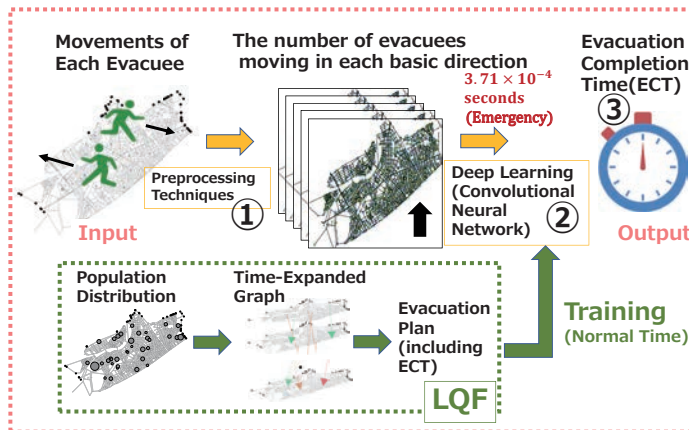 Movements of
Each Evacuee
The number of evacuees
moving in each basic direction
3.71 × 10⁻⁴
seconds
(Emergency)
Evacuation
Completion
Time(ECT)
③
Preprocessing
Techniques
①
Deep Learning
(Convolutional
Neural
Network)
②
Input
Output
Population
Distribution
Time-Expanded
Graph
Evacuation
Plan
(including
ECT)
LQF
Training
(Normal Time)